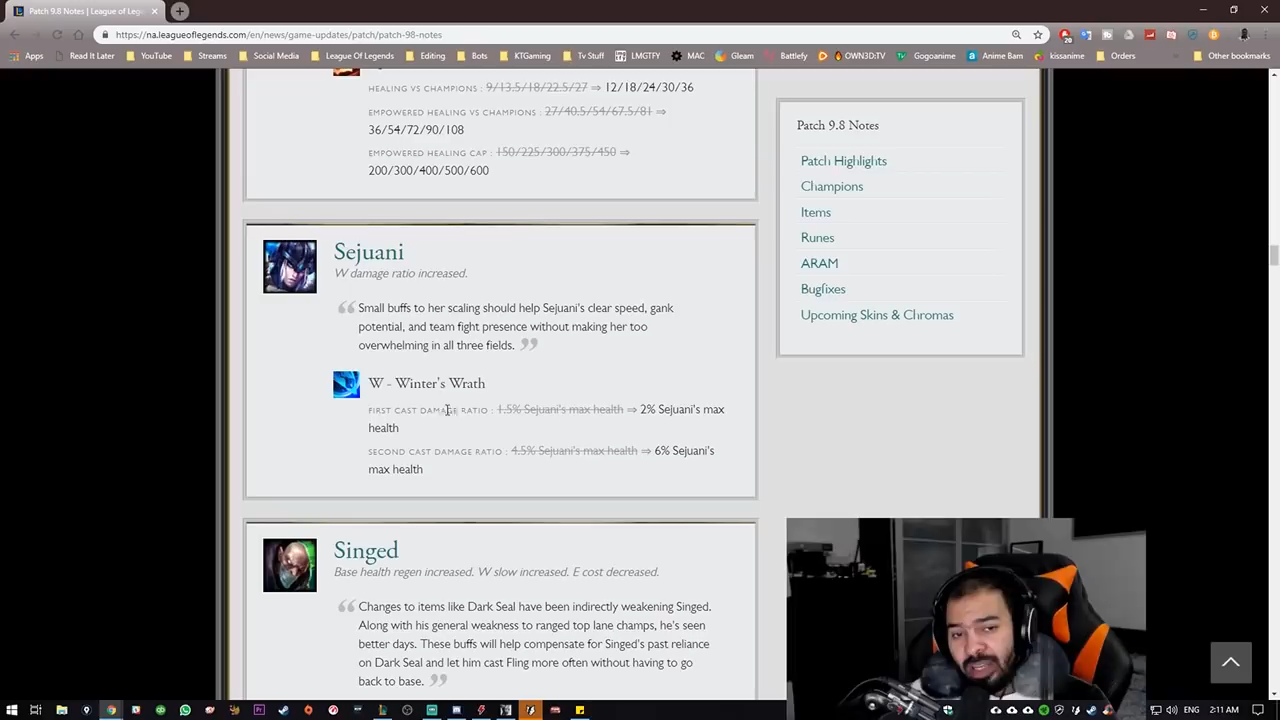 Patch 9.8 Notes | League of Leg
https://na.leagueoflegends.com/en/news/game-updates/patch/patch-98-notes
Apps Read It Later YouTube Streams Social Media League Of Legends Editing Bots KTGaming Tv Stuff LMGTFY MAC Gleam Battlefy OWN3D:TV Gogoanime Anime Bam kissanime Orders Other bookmarks
HEALING VS CHAMPIONS : 9/13.5/18/22.5/27 ⇒ 12/18/24/30/36
EMPOWERED HEALING VS CHAMPIONS : 27/40.5/54/67.5/81 ⇒
36/54/72/90/108
EMPOWERED HEALING CAP : 150/225/300/375/450 ⇒
200/300/400/500/600
Sejuani
W damage ratio increased.
Small buffs to her scaling should help Sejuani's clear speed, gank
potential, and team fight presence without making her too
overwhelming in all three fields.
W - Winter's Wrath
FIRST CAST DAMAGE RATIO : 1.5% Sejuani's max health ⇒ 2% Sejuani's max
health
SECOND CAST DAMAGE RATIO : 4.5% Sejuani's max health ⇒ 6% Sejuani's
max health
Singed
Base health regen increased. W slow increased. E cost decreased.
Changes to items like Dark Seal have been indirectly weakening Singed.
Along with his general weakness to ranged top lane champs, he's seen
better days. These buffs will help compensate for Singed's past reliance
on Dark Seal and let him cast Fling more often without having to go
back to base.
Patch 9.8 Notes
Patch Highlights
Champions
Items
Runes
ARAM
Bugfixes
Upcoming Skins & Chromas
2:11 AM